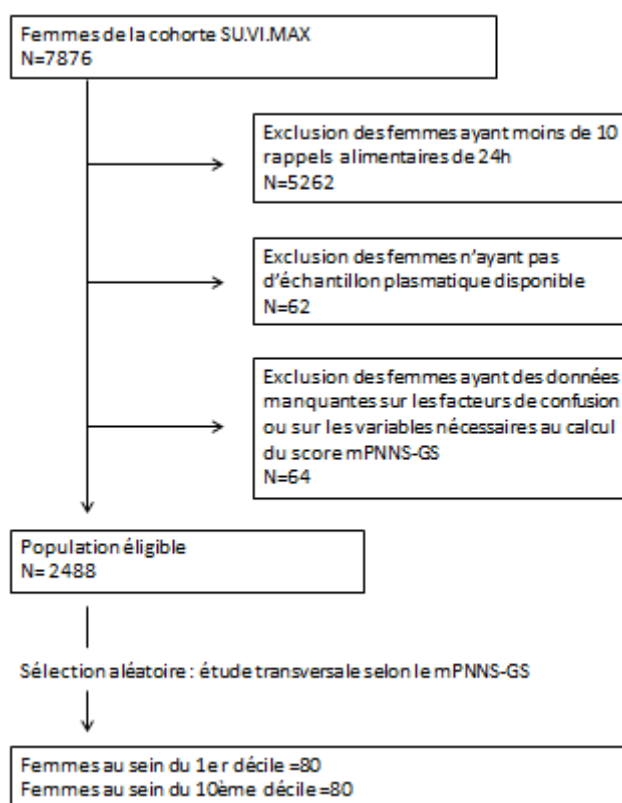 Femmes de la cohorte SU.VI.MAX
N=7876
Exclusion des femmes ayant moins de 10
rappels alimentaires de 24h
N=5262
Exclusion des femmes n'ayant pas
d'échantillon plasmatique disponible
N=62
Exclusion des femmes ayant des données
manquantes sur les facteurs de confusion
ou sur les variables nécessaires au calcul
du score mPNNS-GS
N=64
Population éligible
N= 2488
Sélection aléatoire : étude transversale selon le mPNNS-GS
Femmes au sein du 1er décile =80
Femmes au sein du 10ème décile =80